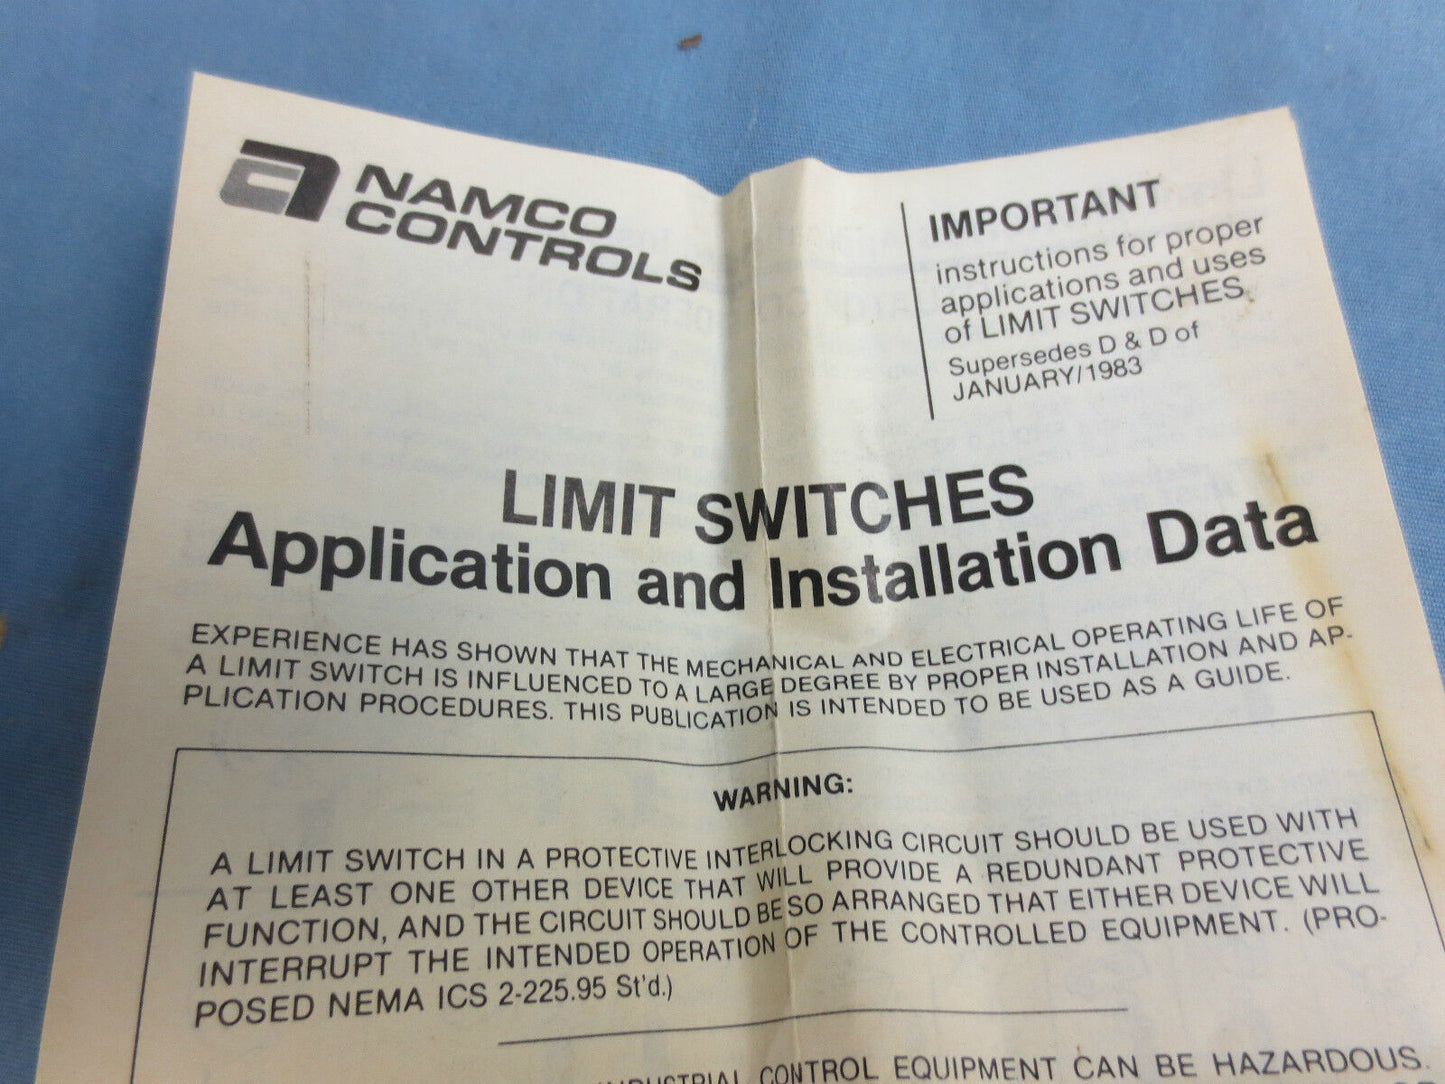 NAMCO
CONTROLS
IMPORTANT
instructions for proper
applications and uses
of LIMIT SWITCHES.
Supersedes D & D of
JANUARY/1983
LIMIT SWITCHES
Application and Installation Data
EXPERIENCE HAS SHOWN THAT THE MECHANICAL AND ELECTRICAL OPERATING LIFE OF
A LIMIT SWITCH IS INFLUENCED TO A LARGE DEGREE BY PROPER INSTALLATION AND AP-
PLICATION PROCEDURES. THIS PUBLICATION IS INTENDED TO BE USED AS A GUIDE.
WARNING:
A LIMIT SWITCH IN A PROTECTIVE INTERLOCKING CIRCUIT SHOULD BE USED WITH
AT LEAST ONE OTHER DEVICE THAT WILL PROVIDE A REDUNDANT PROTECTIVE
FUNCTION, AND THE CIRCUIT SHOULD BE SO ARRANGED THAT EITHER DEVICE WILL
INTERRUPT THE INTENDED OPERATION OF THE CONTROLLED EQUIPMENT. (PRO-
POSED NEMA ICS 2-225.95 St'd.)
INDUSTRIAL CONTROL EQUIPMENT CAN BE HAZARDOUS.